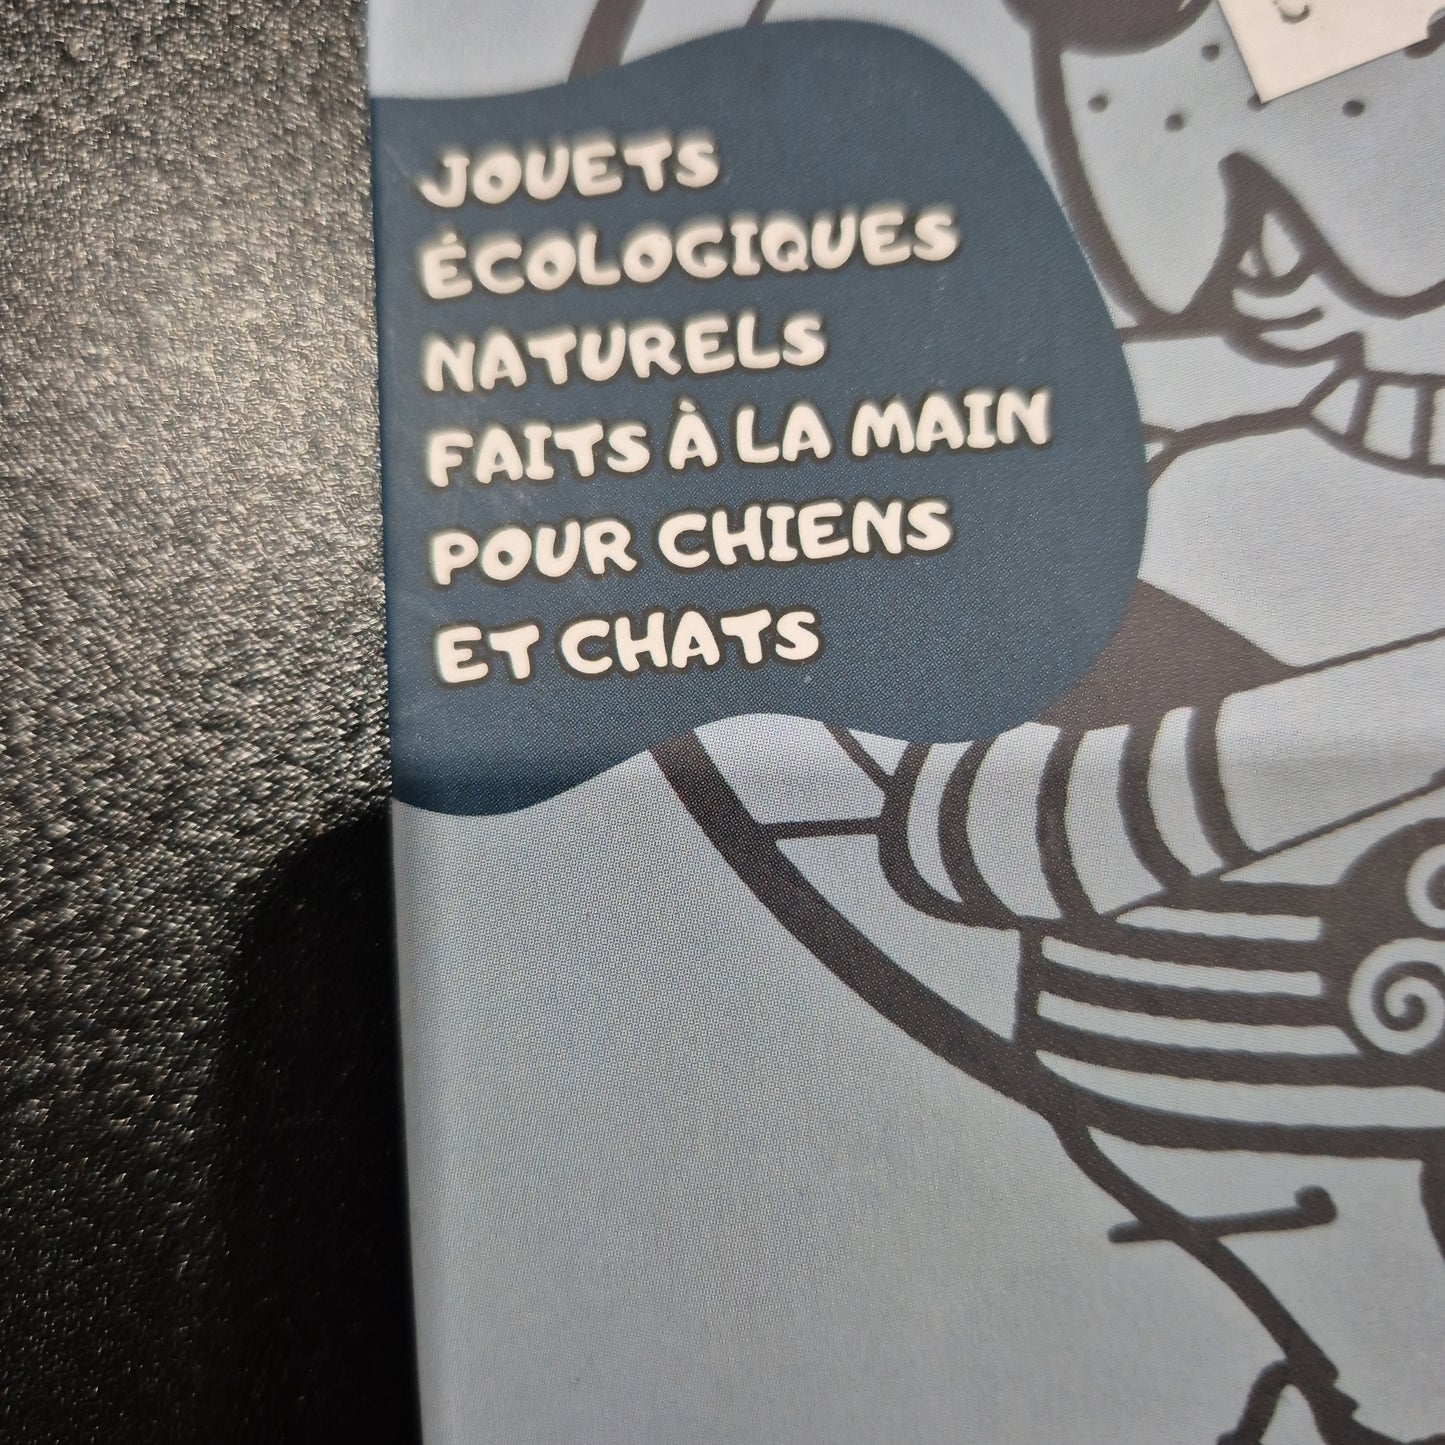 JOUETS
ÉCOLOGIQUES
NATURELS
FAITS À LA MAIN
POUR CHIENS
ET CHATS